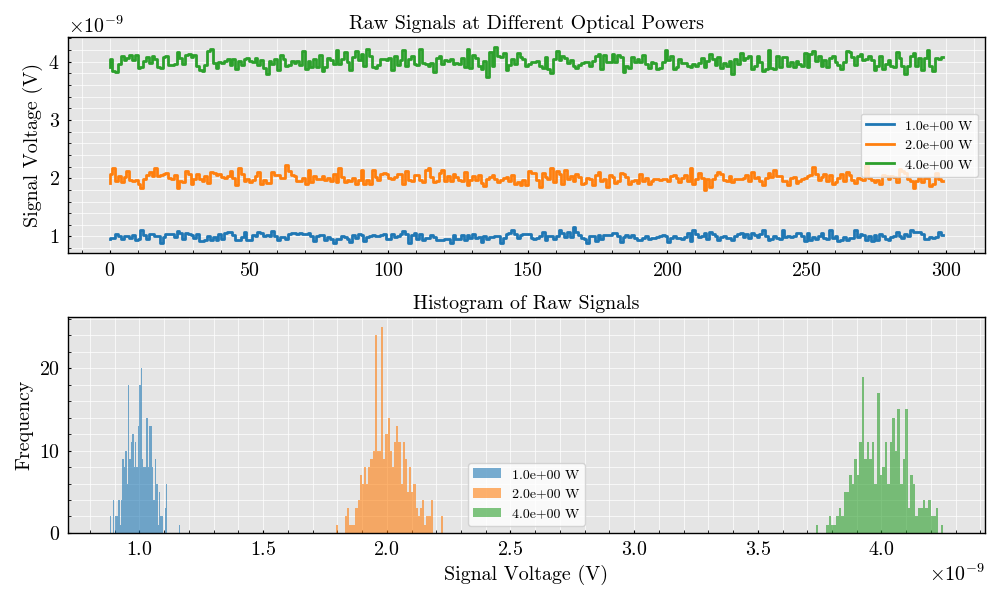 Raw Signals at Different Optical Powers
×10⁻⁹
Signal Voltage (V)
4
3
2
1
1.0e+00 W
2.0e+00 W
4.0e+00 W
0 50 100 150 200 250 300
Histogram of Raw Signals
Frequency
20
10
0
1.0e+00 W
2.0e+00 W
4.0e+00 W
1.0 1.5 2.0 2.5 3.0 3.5 4.0
Signal Voltage (V)
×10⁻⁹